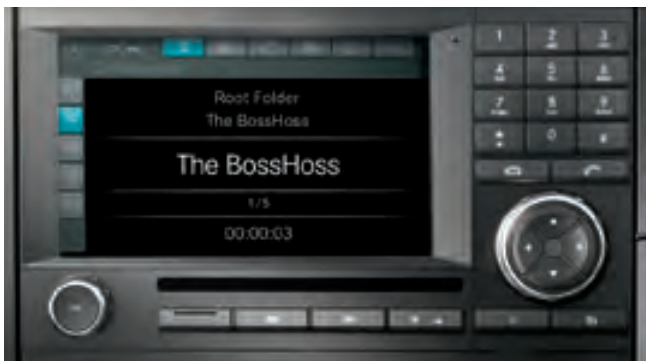 Root Folder
The BossHoss
The BossHoss
1/5
00:00:03
1 2 3
4 5 6
7 8 9
* 0 #